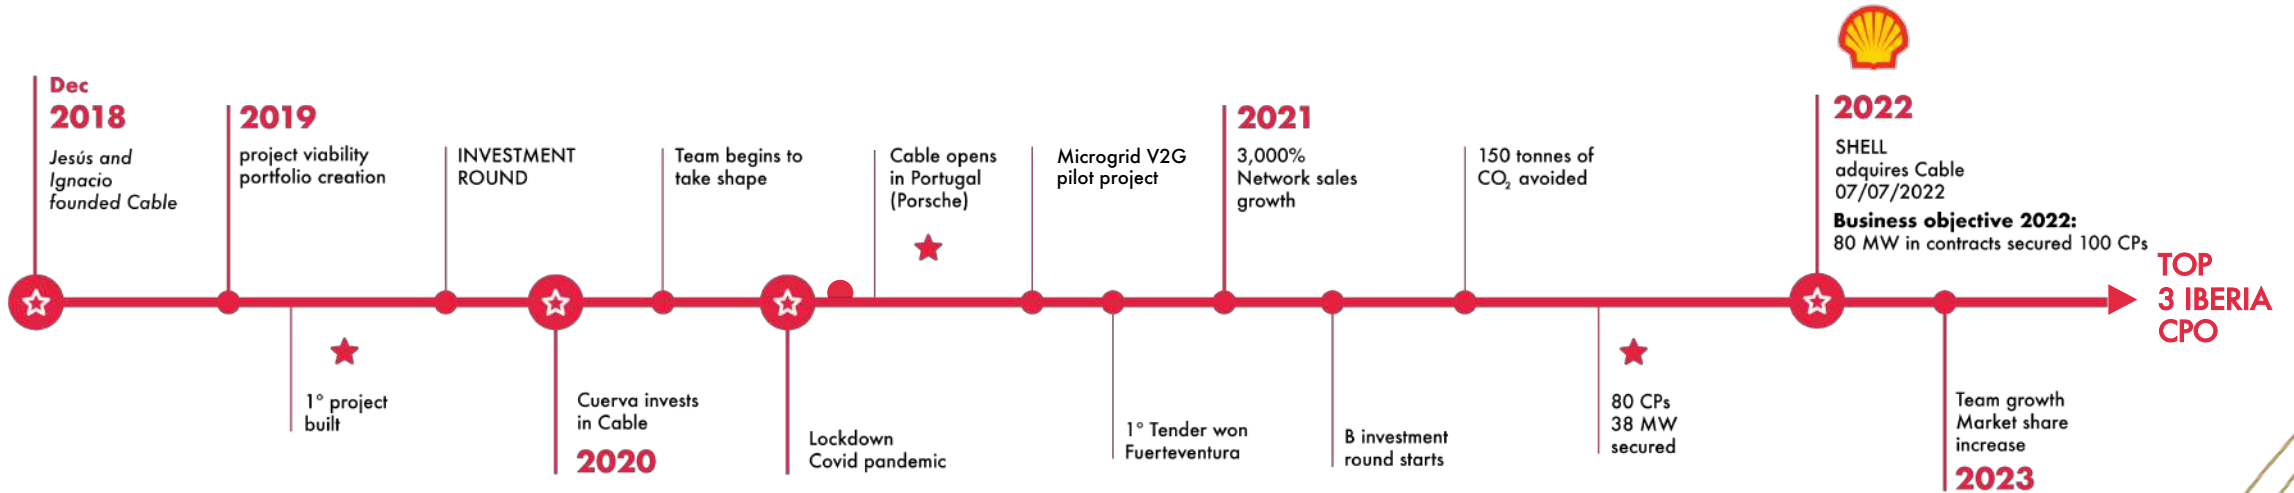 Dec
2018
Jesús and
Ignacio
founded Cable
2019
project viability
portfolio creation
1° project
built
INVESTMENT
ROUND
Cuerva invests
in Cable
2020
Team begins to
take shape
Lockdown
Covid pandemic
Cable opens
in Portugal
(Porsche)
Microgrid V2G
pilot project
1° Tender won
Fuerteventura
2021
3,000%
Network sales
growth
B investment
round starts
150 tonnes of
CO₂ avoided
80 CPs
38 MW
secured
2022
SHELL
adquires Cable
07/07/2022
Business objective 2022:
80 MW in contracts secured 100 CPs
Team growth
Market share
increase
2023
TOP
3 IBERIA
CPO